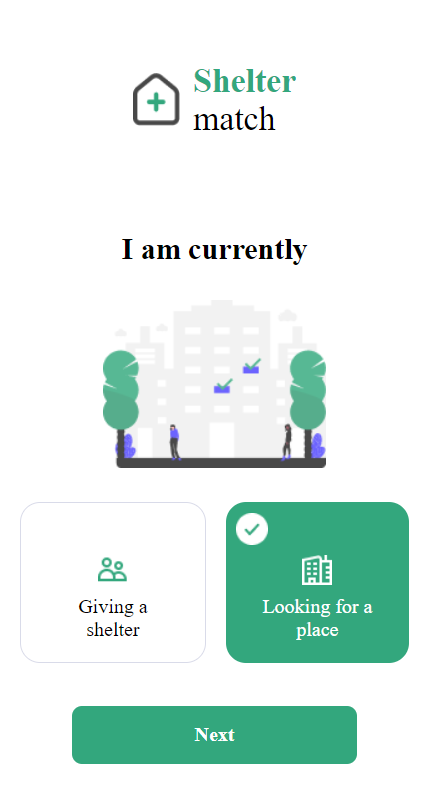 Shelter
match
I am currently
Giving a
shelter
Looking for a
place
Next